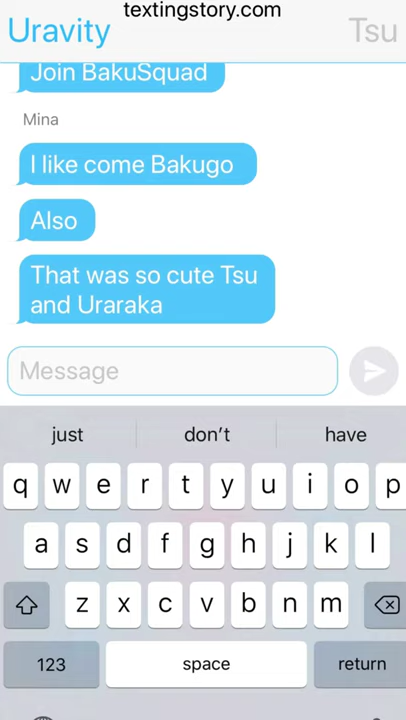 textingstory.com
Uravity Tsu
Join BakuSquad
Mina
I like come Bakugo
Also
That was so cute Tsu
and Uraraka
Message
just don't have
q w e r t y u i o p
a s d f g h j k l
z x c v b n m
123 space return